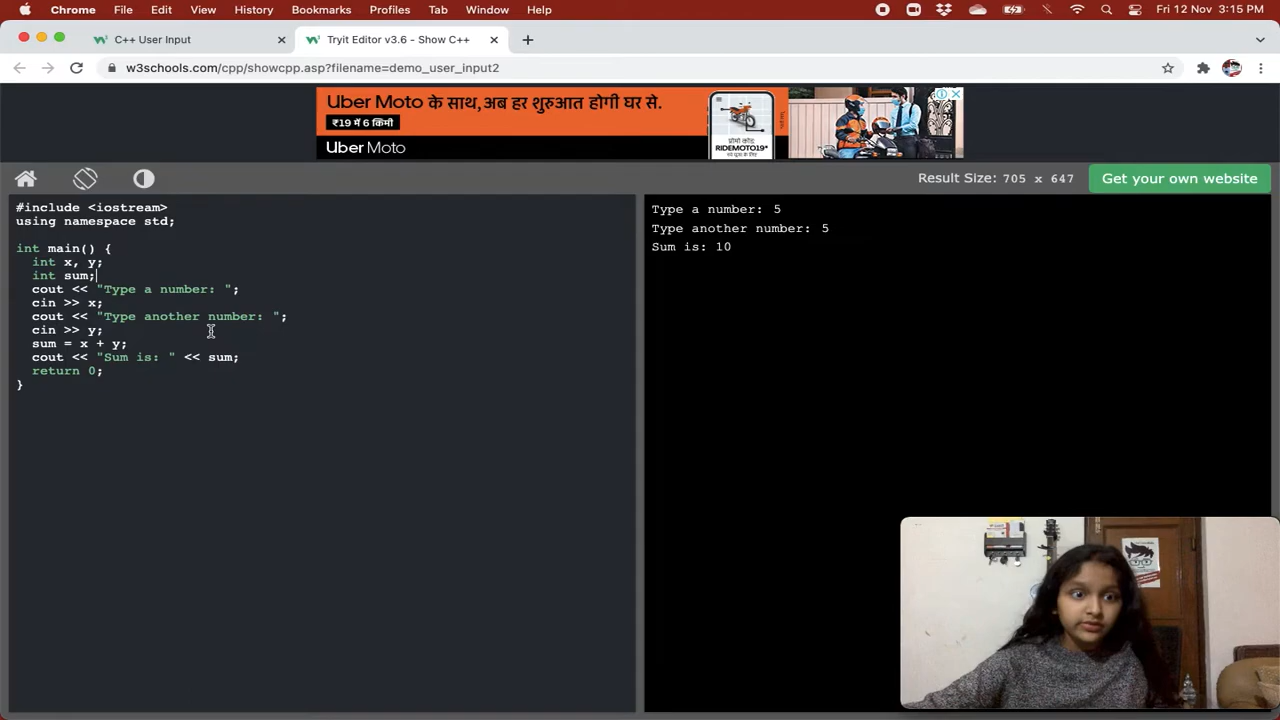 Chrome File Edit View History Bookmarks Profiles Tab Window Help Fri 12 Nov 3:15 PM
C++ User Input
Tryit Editor v3.6 - Show C++
w3schools.com/cpp/showcpp.asp?filename=demo_user_input2
Uber Moto के साथ,अब हर शुरुआत होगी घर से.
₹19 में 6 किमी
Uber Moto
प्रोमो कोड:
RIDEMOTO19*
Result Size: 705 x 647
Get your own website
#include <iostream>
using namespace std;
int main() {
int x, y;
int sum;
cout << "Type a number: ";
cin >> x;
cout << "Type another number: ";
cin >> y;
sum = x + y;
cout << "Sum is: " << sum;
return 0;
}
Type a number: 5
Type another number: 5
Sum is: 10